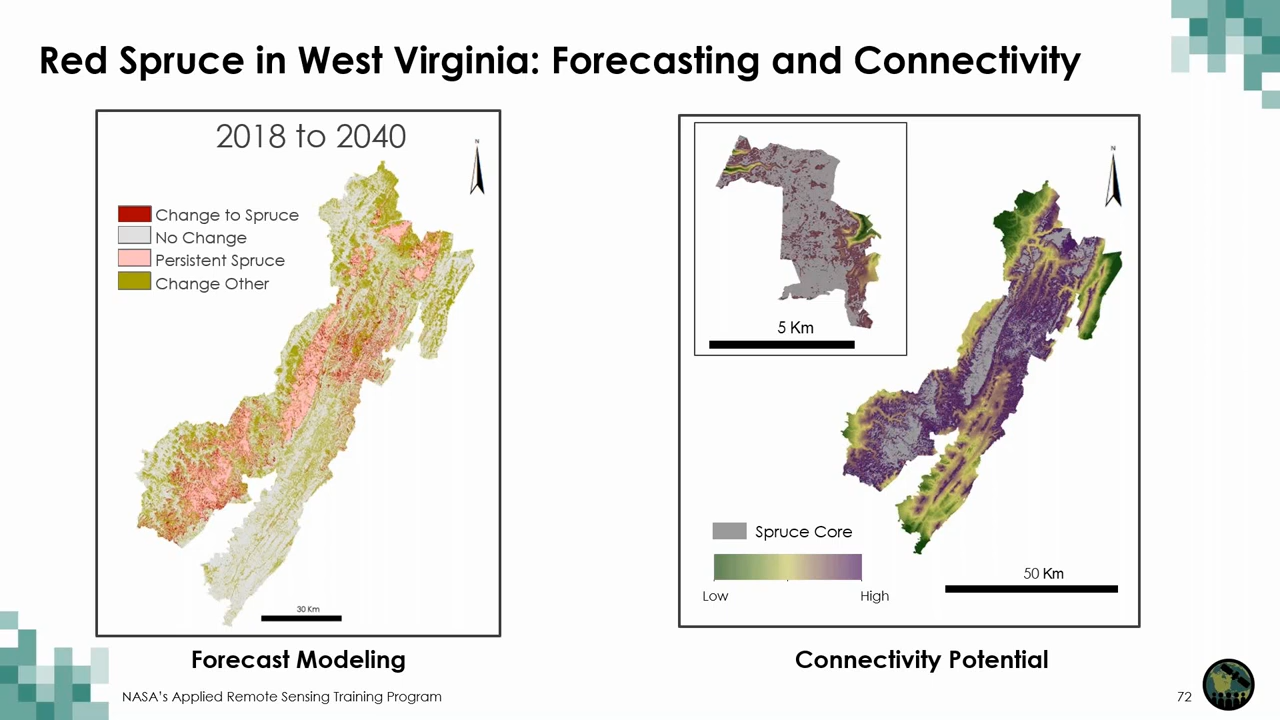 Red Spruce in West Virginia: Forecasting and Connectivity
2018 to 2040
N
Change to Spruce
No Change
Persistent Spruce
Change Other
30 Km
Forecast Modeling
N
5 Km
Spruce Core
Low
High
50 Km
Connectivity Potential
NASA's Applied Remote Sensing Training Program
72